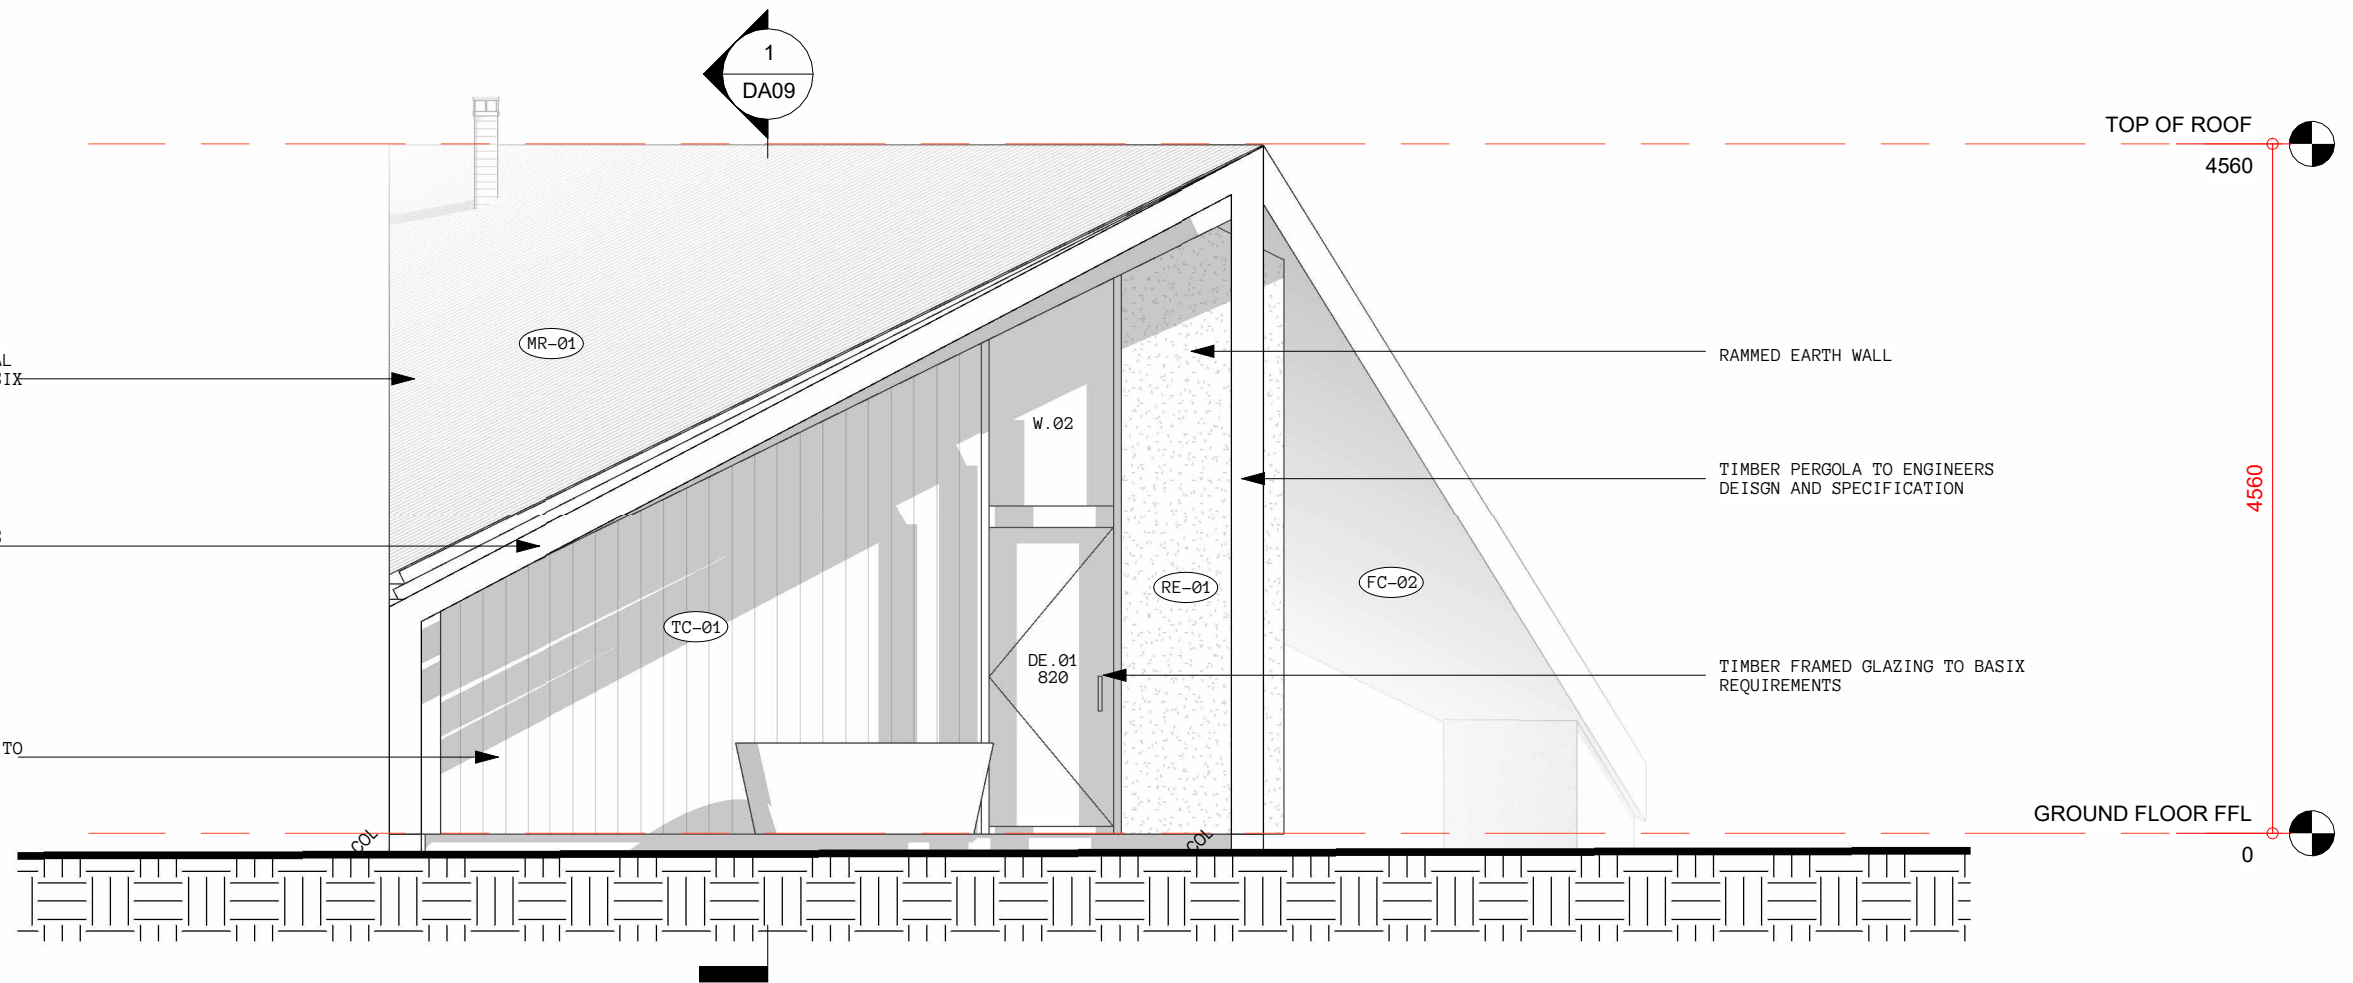 1
DA09
TOP OF ROOF
4560
MR-01
RAMMED EARTH WALL
W.02
TIMBER PERGOLA TO ENGINEERS
DEISGN AND SPECIFICATION
4560
RE-01
FC-02
TC-01
DE.01
820
TIMBER FRAMED GLAZING TO BASIX
REQUIREMENTS
TO
GROUND FLOOR FFL
0
COL
COL